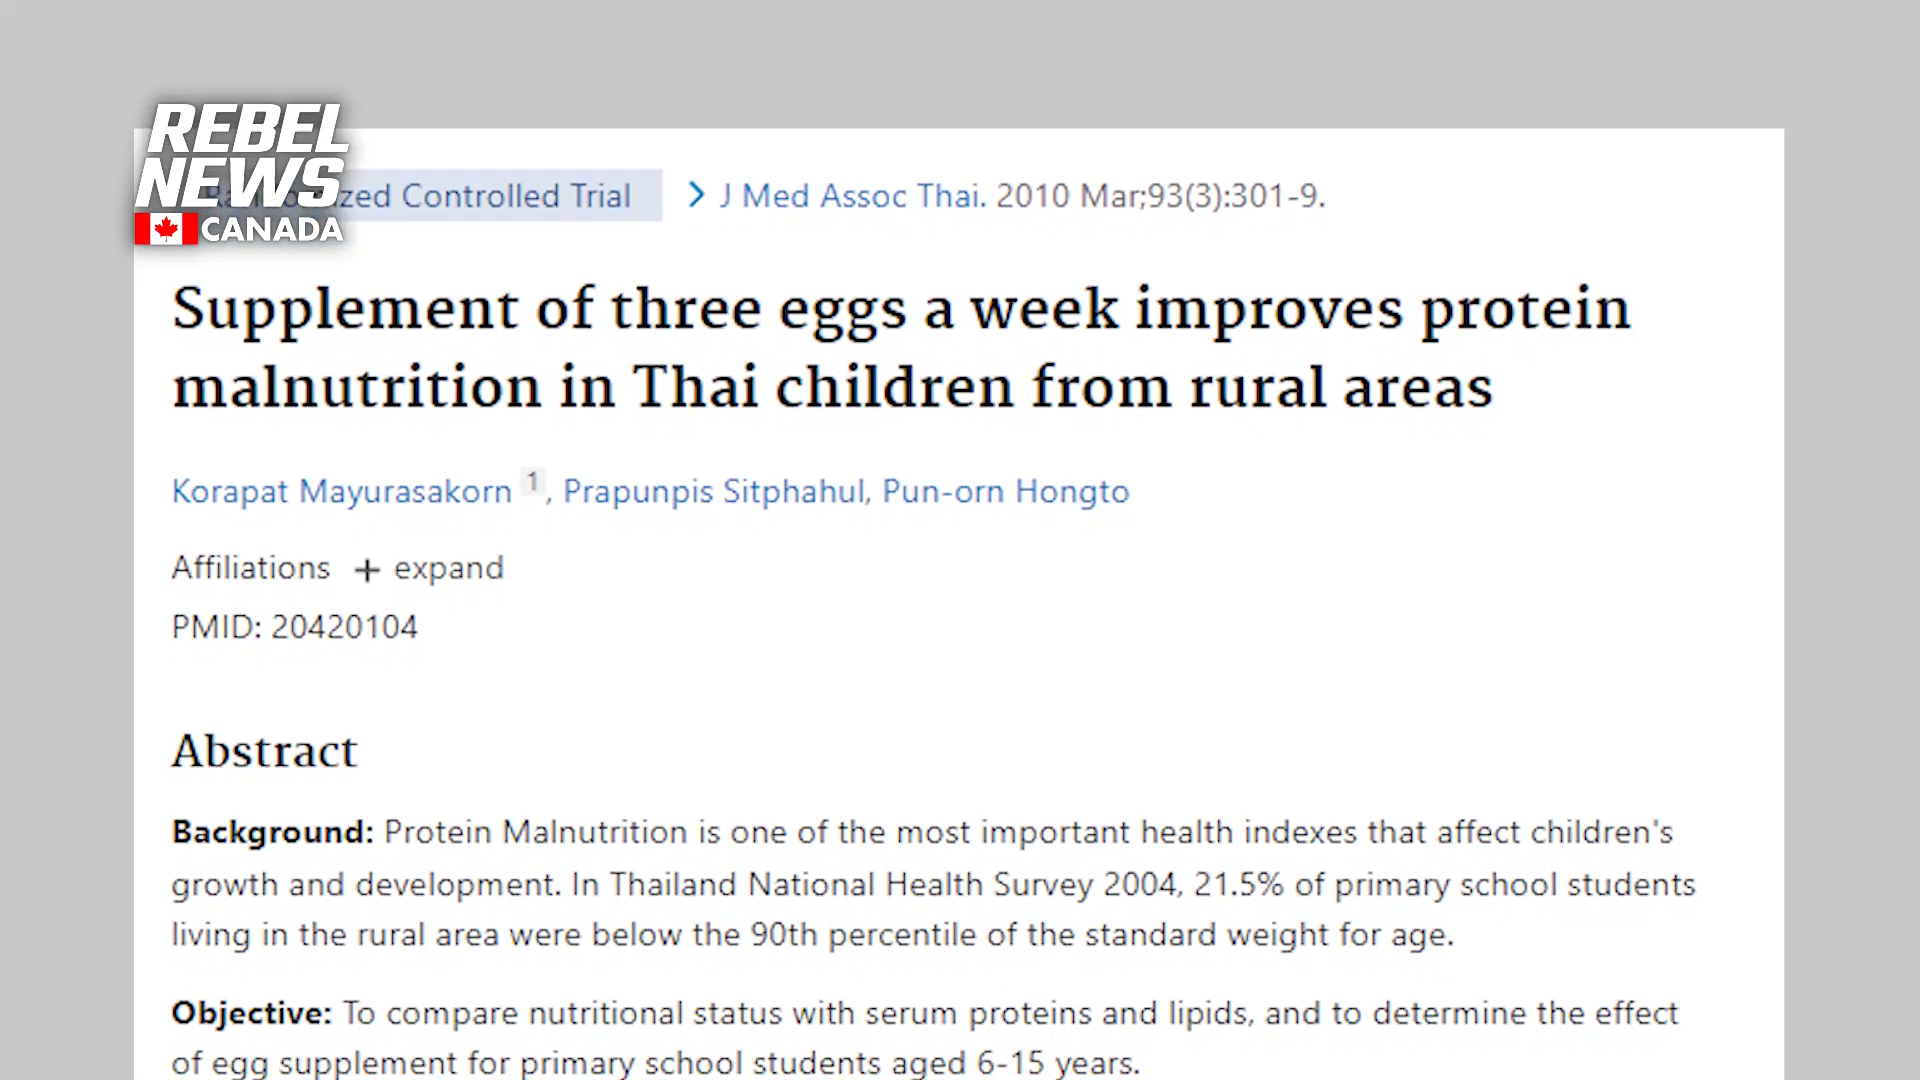 REBEL
NEWS
CANADA
Controlled Trial > J Med Assoc Thai. 2010 Mar;93(3):301-9.
Supplement of three eggs a week improves protein
malnutrition in Thai children from rural areas
Korapat Mayurasakorn 1, Prapunpis Sitphahul, Pun-orn Hongto
Affiliations + expand
PMID: 20420104
Abstract
Background: Protein Malnutrition is one of the most important health indexes that affect children's
growth and development. In Thailand National Health Survey 2004, 21.5% of primary school students
living in the rural area were below the 90th percentile of the standard weight for age.
Objective: To compare nutritional status with serum proteins and lipids, and to determine the effect
of egg supplement for primary school students aged 6-15 years.